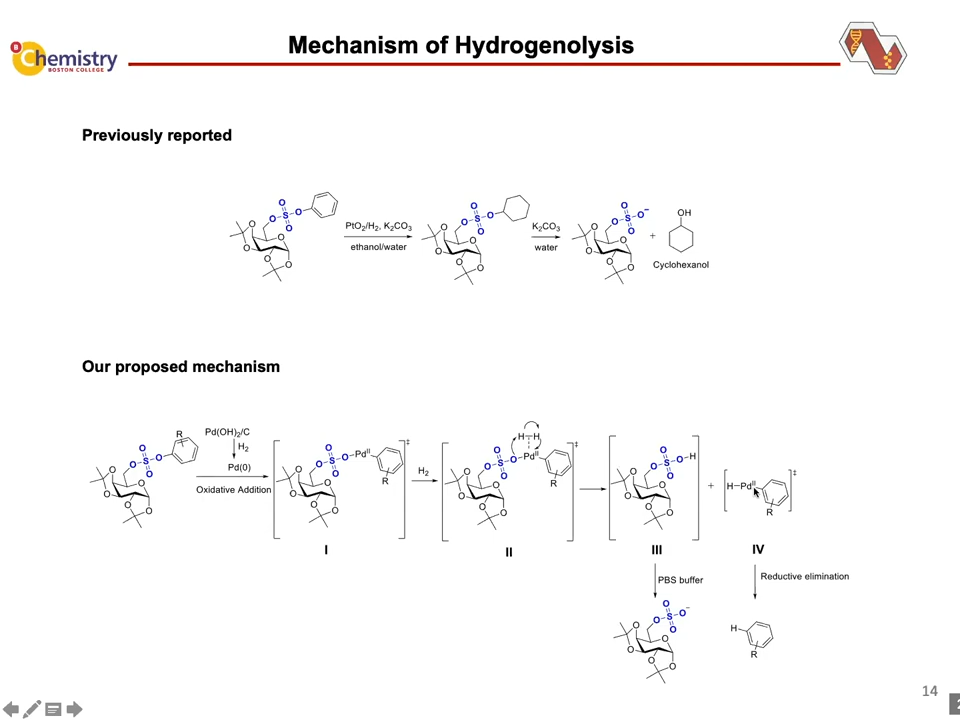 Mechanism of Hydrogenolysis
B
Chemistry
BOSTON COLLEGE
Previously reported
O O S O O O O O O O
PtO₂/H₂, K₂CO₃
ethanol/water
O O S O O O O O O O
K₂CO₃
water
O O S O⁻ O O O O O O
+
OH
Cyclohexanol
Our proposed mechanism
R O O S O O O O O O O
Pd(OH)₂/C
H₂
Pd(0)
Oxidative Addition
O O S O Pd^II O R O O O O O ‡
I
H₂
H H O O S O Pd^II O R O O O O O ‡
II
O O S O H O O O O O O
III
+
H Pd^II R ‡
IV
PBS buffer
Reductive elimination
O O S O⁻ O O O O O O
H R
14
2